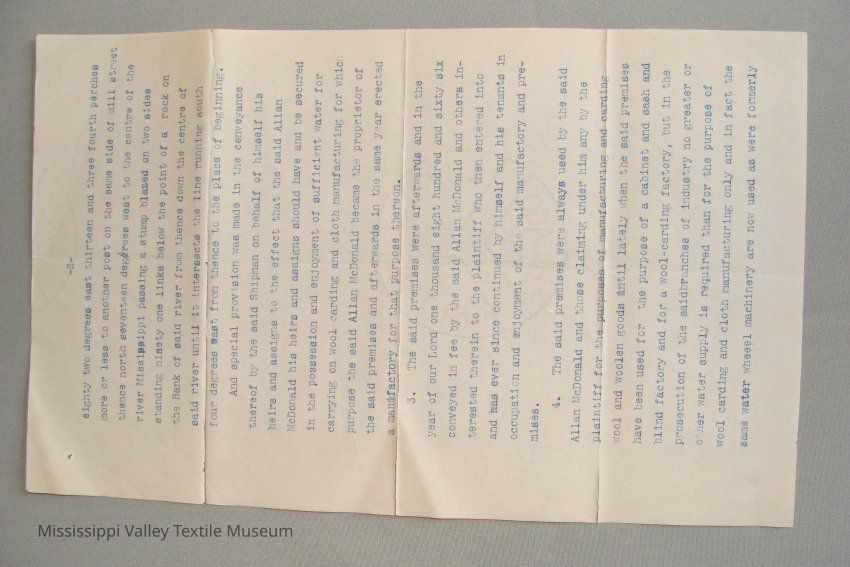 -2-
eighty two degrees east thirteen and three fourth perches
more or less to another post on the same side of mill street
thence north seventeen degrees west to the centre of the
river Mississippi passing a stump blazed on two sides
standing ninety one links below the point of a rock on
the Bank of said river from thence down the centre of
said river until it intersects the line running south
four degrees west from thence to the place of beginning.
And special provision was made in the conveyance
thereof by the said Shipman on behalf of himself his
heirs and assigns to the effect that the said Allan
McDonald his heirs and assigns should have and be secured
in the possession and enjoyment of sufficient water for
carrying on wool carding and cloth manufacturing for which
purpose the said Allan McDonald became the proprietor of
the said premises and afterwards in the same year erected
a manufactury for that purpose thereon.
3. The said premises were afterwards and in the
year of our Lord one thousand eight hundred and sixty six
conveyed in fee by the said Allan McDonald and others in-
terested therein to the plaintiff who then entered into
and has ever since continued by himself and his tenants in
occupation and enjoyment of the said manufactory and pre-
mises.
4. The said premises were always used by the said
Allan McDonald and those claiming under him any by the
plaintiff for the purposes of manufacturing and carding
wool and woolen goods until lately when the said premises
have been used for the purpose of a cabinet and sash and
blind factory and for a wool-carding factory, but in the
prosecution of the saidbranches of industry no greater or
other water supply is required than for the purpose of
wool carding and cloth manufacturing only and in fact the
same water wheel machinery are now used as were formerly
Mississippi Valley Textile Museum